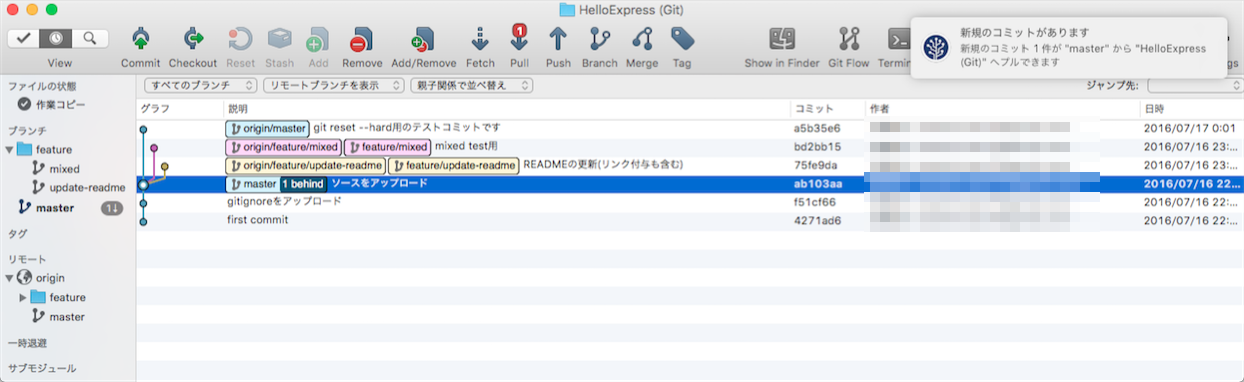 HelloExpress (Git)
View
Commit
Checkout
Reset
Stash
Add
Remove
Add/Remove
Fetch
1
Pull
Push
Branch
Merge
Tag
Show in Finder
Git Flow
新規のコミットがあります
新規のコミット 1 件が "master" から "HelloExpress
(Git)" へプルできます
ファイルの状態
作業コピー
ブランチ
feature
mixed
update-readme
master 1↓
タグ
リモート
origin
feature
master
一時退避
サブモジュール
すべてのブランチ リモートブランチを表示 親子関係で並べ替え ジャンプ先:
グラフ 説明 コミット 作者 日時
origin/master git reset --hard用のテストコミットです a5b35e6 2016/07/17 0:01
origin/feature/mixed feature/mixed mixed test用 bd2bb15 2016/07/16 23:...
origin/feature/update-readme feature/update-readme READMEの更新(リンク付与も含む) 75fe9da 2016/07/16 23:...
master 1 behind ソースをアップロード ab103aa 2016/07/16 22:...
gitignoreをアップロード f51cf66 2016/07/16 22:...
first commit 4271ad6 2016/07/16 22:...